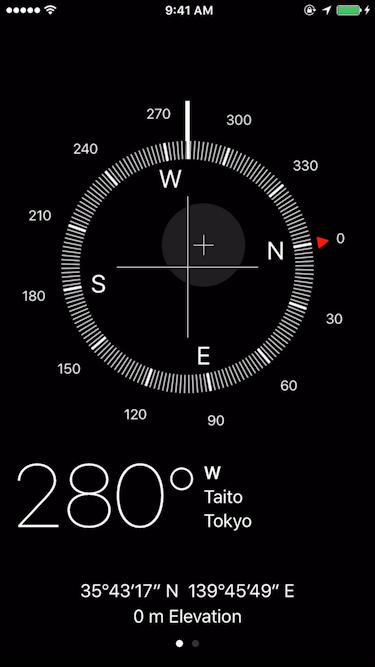 9:41 AM
270
300
240
330
W
210
N
0
180
S
30
E
150
60
120
90
280°
W
Taito
Tokyo
35°43’17” N 139°45’49” E
0 m Elevation